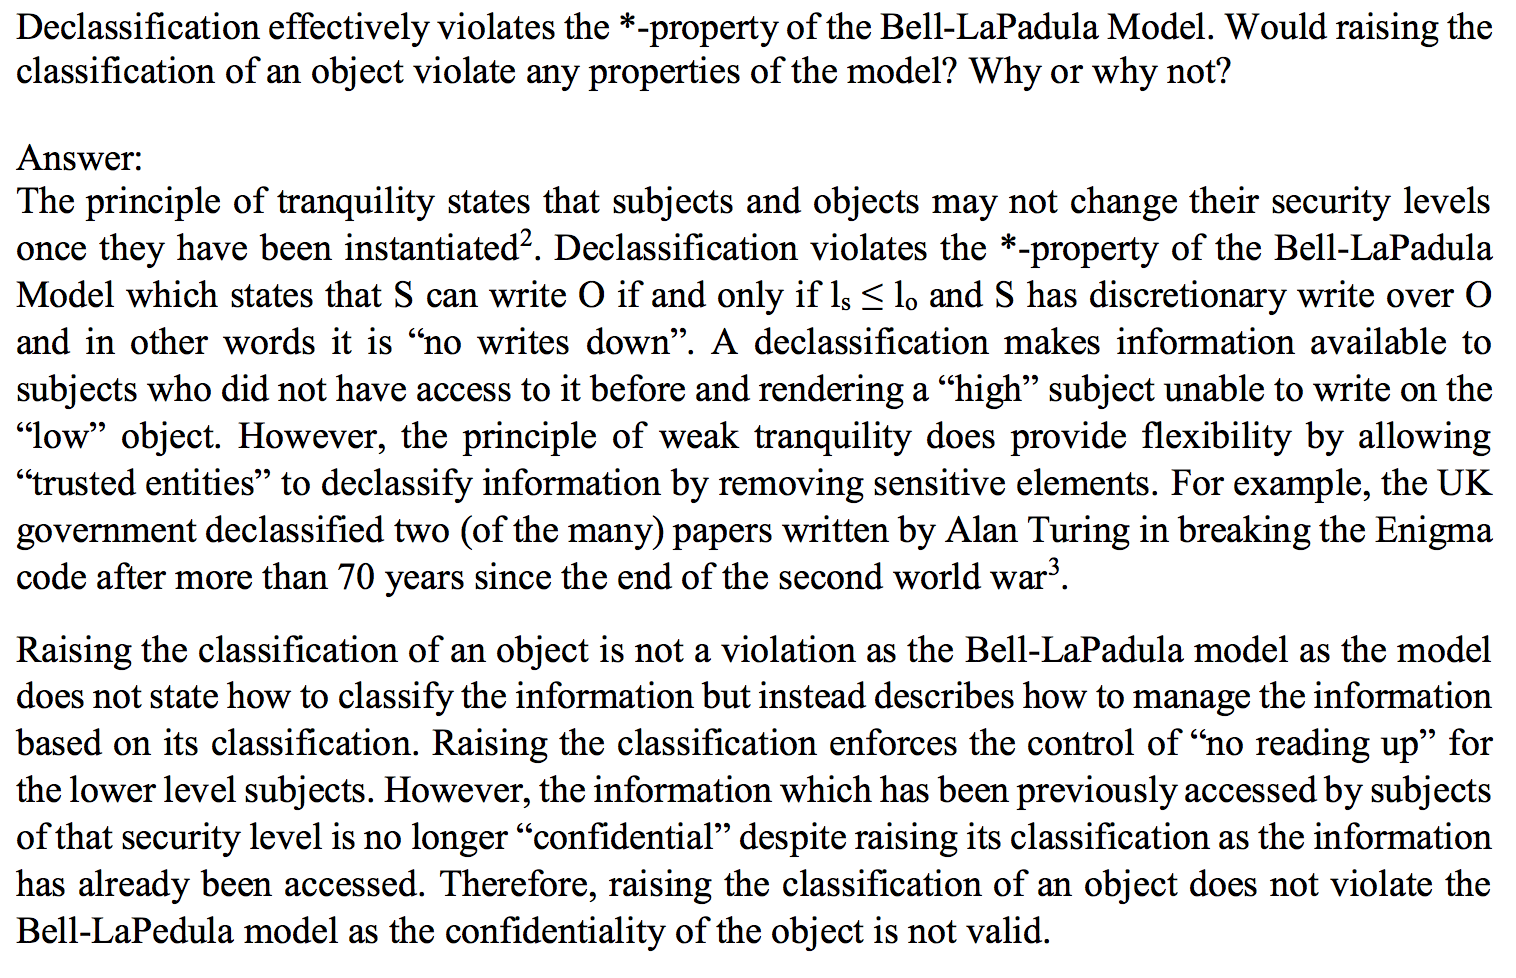 Declassification effectively violates the *-property of the Bell-LaPadula Model. Would raising the
classification of an object violate any properties of the model? Why or why not?
Answer:
The principle of tranquility states that subjects and objects may not change their security levels
once they have been instantiated². Declassification violates the *-property of the Bell-LaPadula
Model which states that S can write O if and only if lₛ ≤ lₒ and S has discretionary write over O
and in other words it is “no writes down”. A declassification makes information available to
subjects who did not have access to it before and rendering a “high” subject unable to write on the
“low” object. However, the principle of weak tranquility does provide flexibility by allowing
“trusted entities” to declassify information by removing sensitive elements. For example, the UK
government declassified two (of the many) papers written by Alan Turing in breaking the Enigma
code after more than 70 years since the end of the second world war³.
Raising the classification of an object is not a violation as the Bell-LaPadula model as the model
does not state how to classify the information but instead describes how to manage the information
based on its classification. Raising the classification enforces the control of “no reading up” for
the lower level subjects. However, the information which has been previously accessed by subjects
of that security level is no longer “confidential” despite raising its classification as the information
has already been accessed. Therefore, raising the classification of an object does not violate the
Bell-LaPedula model as the confidentiality of the object is not valid.